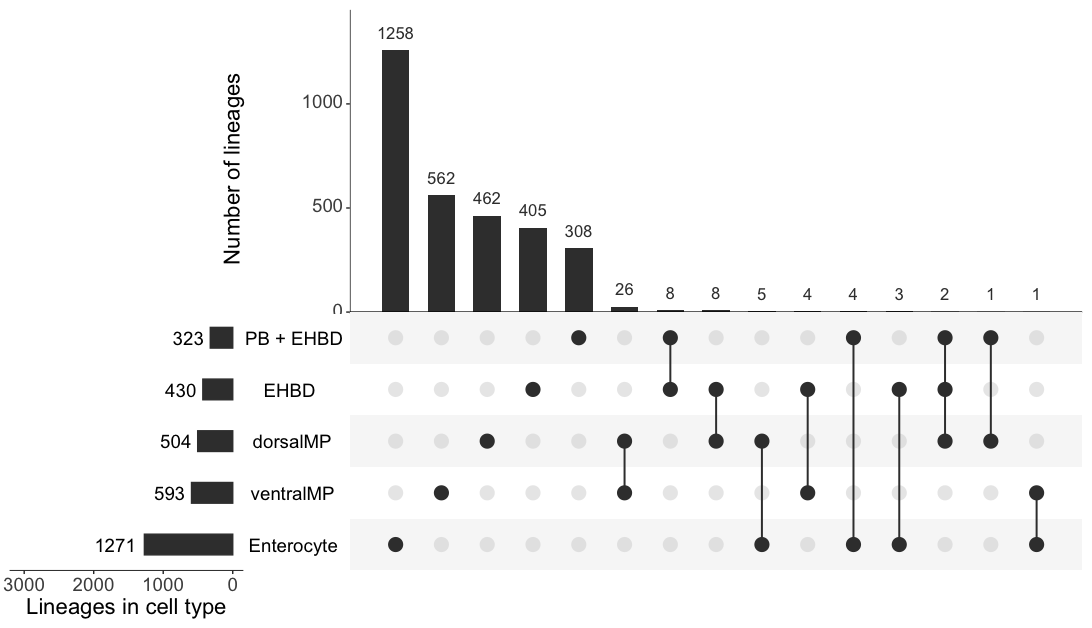 1258
562
462
405
308
26
8
8
5
4
4
3
2
1
1
Number of lineages
1000
500
0
323 PB + EHBD
430 EHBD
504 dorsalMP
593 ventralMP
1271 Enterocyte
3000 2000 1000 0
Lineages in cell type